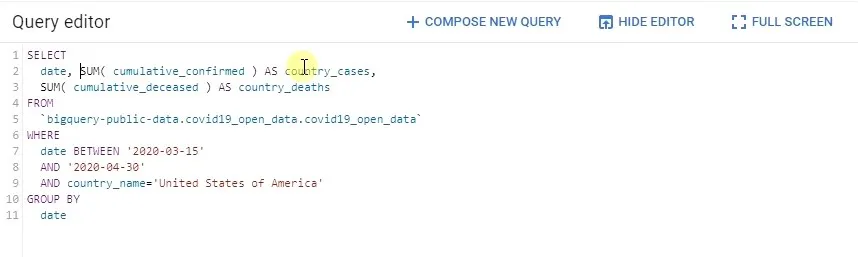 Query editor
+ COMPOSE NEW QUERY
HIDE EDITOR
FULL SCREEN
1 SELECT
2 date, SUM( cumulative_confirmed ) AS country_cases,
3 SUM( cumulative_deceased ) AS country_deaths
4 FROM
5 `bigquery-public-data.covid19_open_data.covid19_open_data`
6 WHERE
7 date BETWEEN '2020-03-15'
8 AND '2020-04-30'
9 AND country_name='United States of America'
10 GROUP BY
11 date